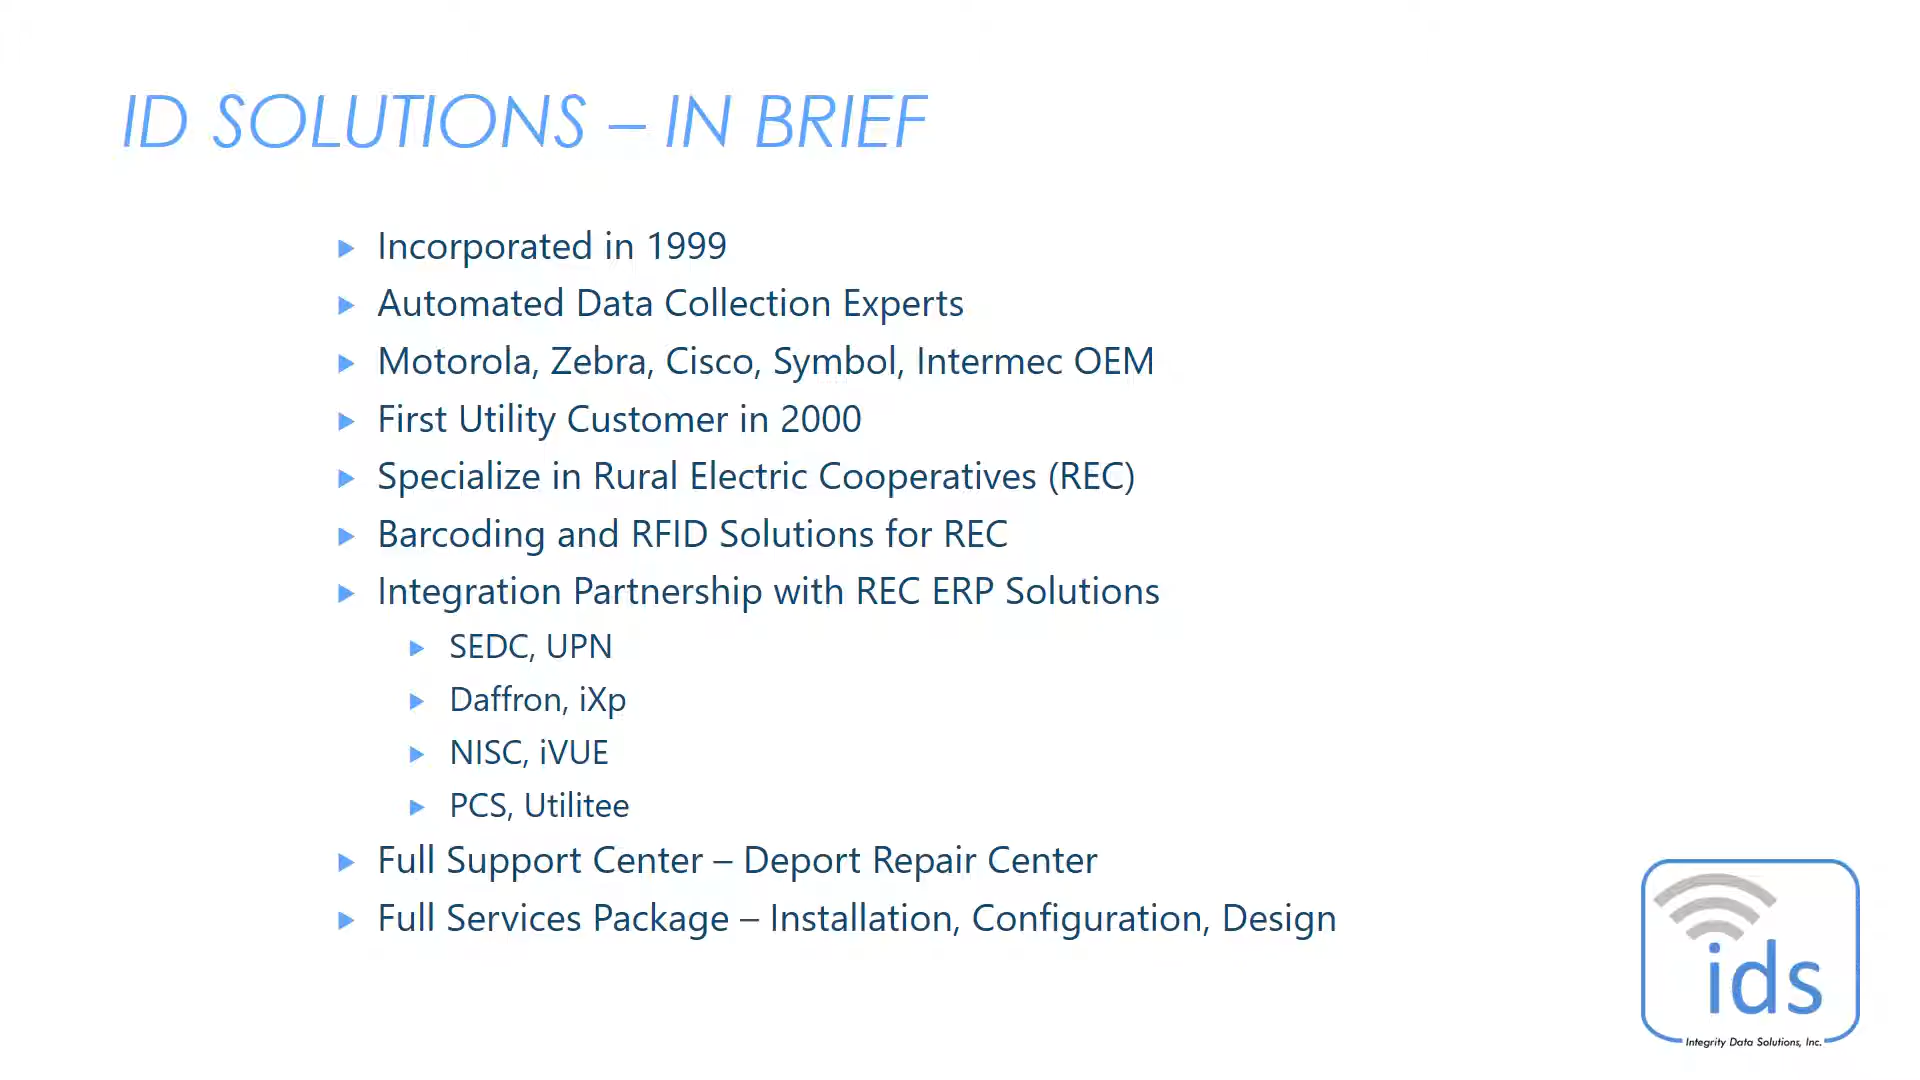 ID SOLUTIONS – IN BRIEF
Incorporated in 1999
Automated Data Collection Experts
Motorola, Zebra, Cisco, Symbol, Intermec OEM
First Utility Customer in 2000
Specialize in Rural Electric Cooperatives (REC)
Barcoding and RFID Solutions for REC
Integration Partnership with REC ERP Solutions
SEDC, UPN
Daffron, iXp
NISC, iVUE
PCS, Utilitee
Full Support Center – Deport Repair Center
Full Services Package – Installation, Configuration, Design
ids
Integrity Data Solutions, Inc.